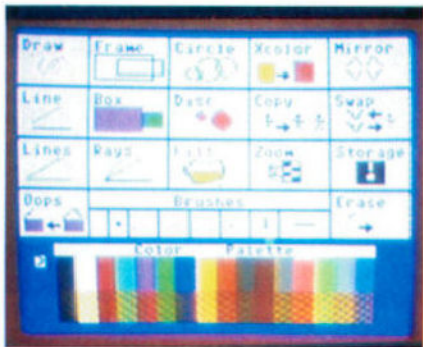 Draw Frame Circle Xcolor Mirror
Line Box Disc Copy Swap
Lines Rays Fill Zoom Storage
Oops Brushes Erase
Color Palette